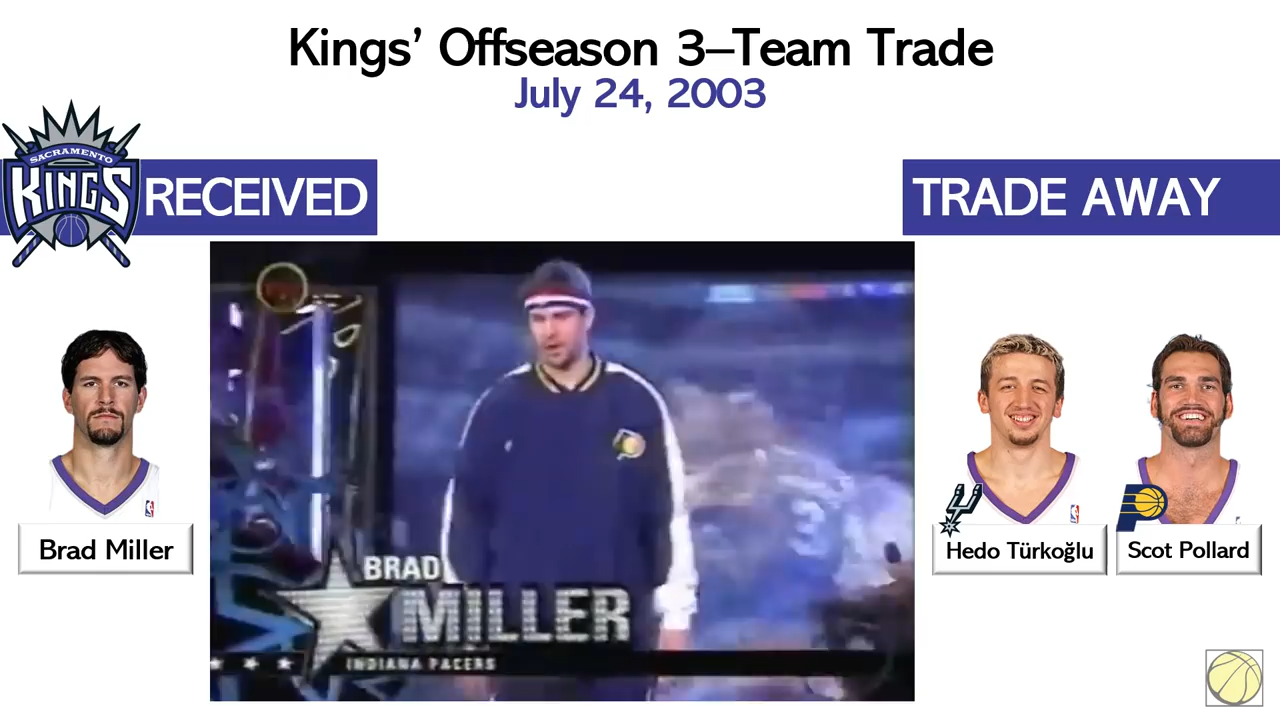 Kings’ Offseason 3–Team Trade
July 24, 2003
SACRAMENTO
KINGS
RECEIVED
TRADE AWAY
BRAD
MILLER
INDIANA PACERS
3
Brad Miller
Hedo Türkoğlu
Scot Pollard